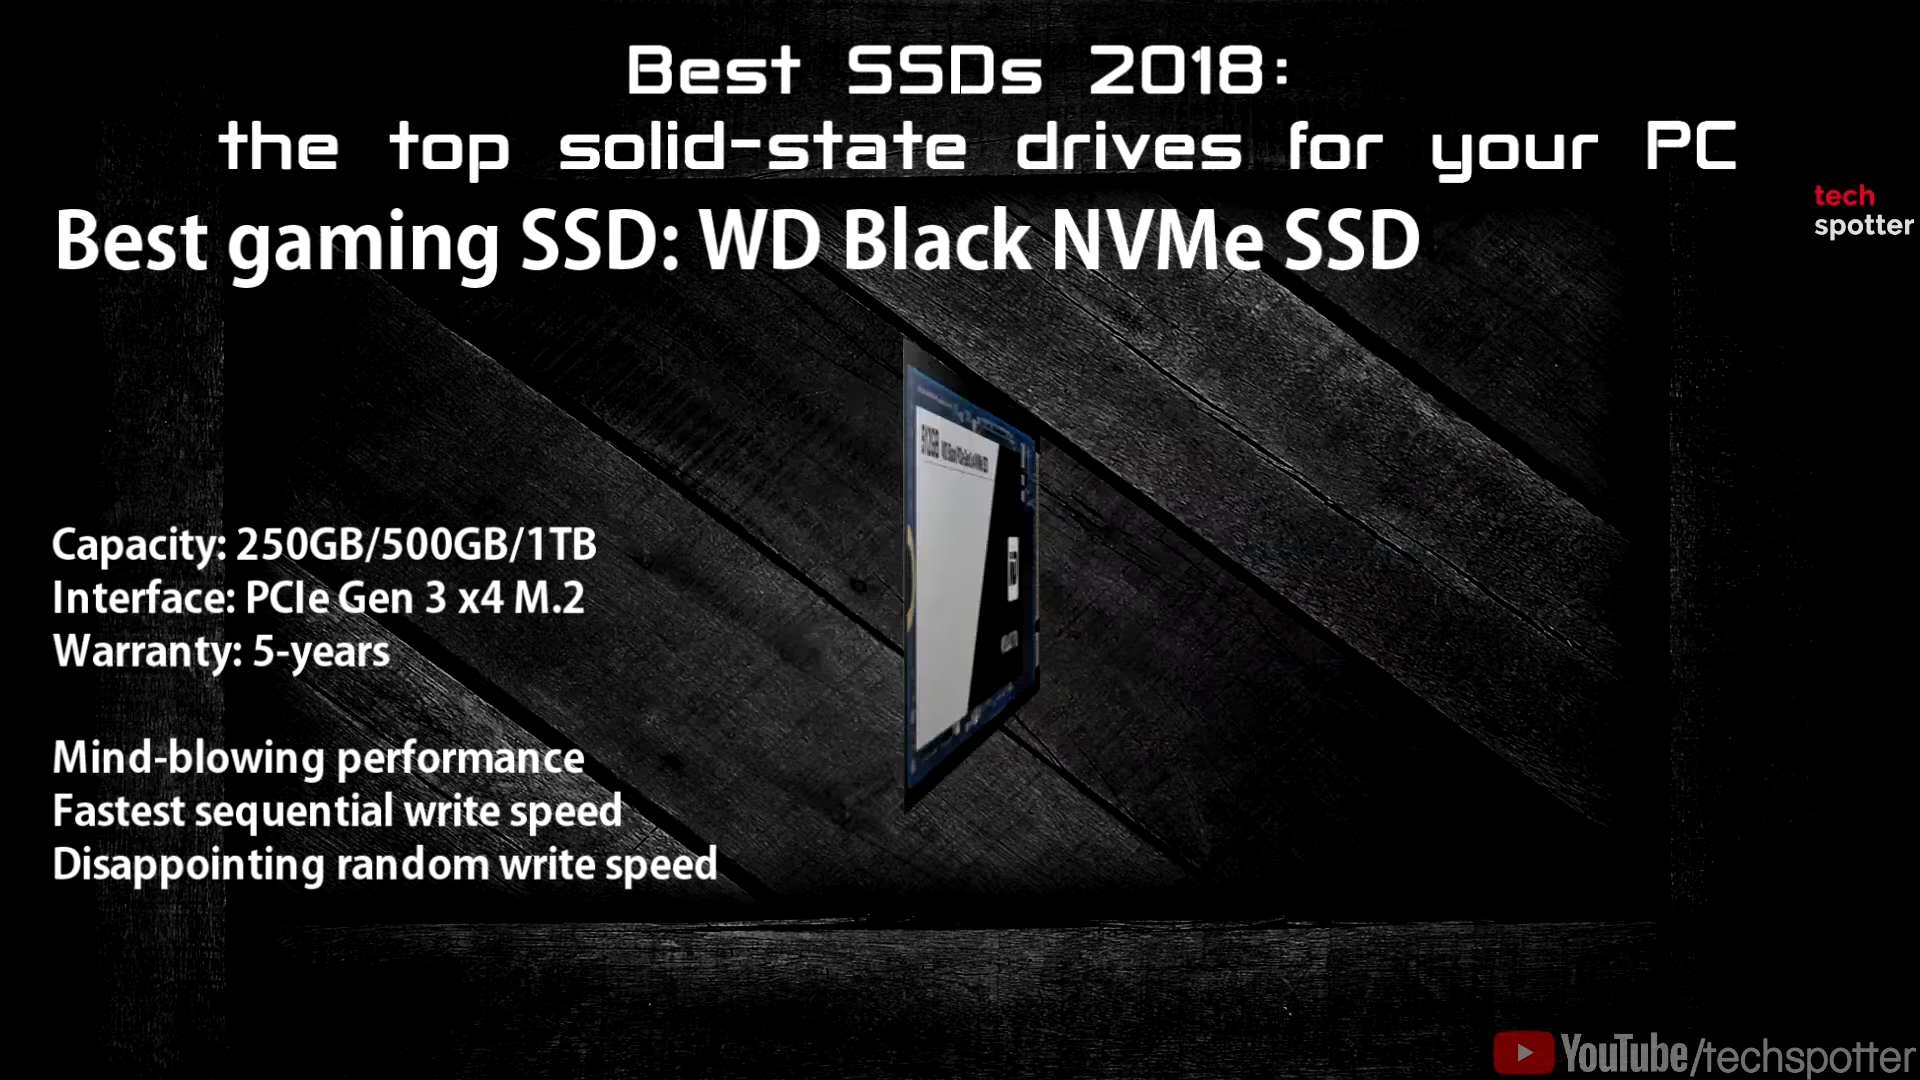 Best SSDs 2018:
the top solid-state drives for your PC
tech
spotter
Best gaming SSD: WD Black NVMe SSD
Capacity: 250GB/500GB/1TB
Interface: PCIe Gen 3 x4 M.2
Warranty: 5-years
Mind-blowing performance
Fastest sequential write speed
Disappointing random write speed
YouTube/techspotter